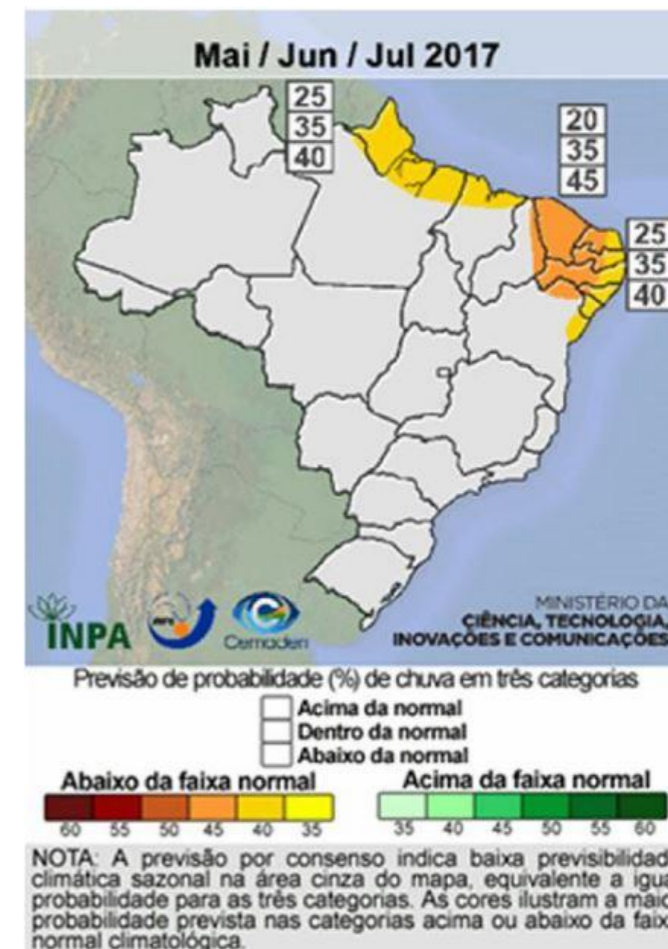 Mai / Jun / Jul 2017
25
35
40
20
35
45
25
35
40
INPA
Cemaden
MINISTÉRIO DA
CIÊNCIA, TECNOLOGIA,
INOVAÇÕES E COMUNICAÇÕES
Previsão de probabilidade (%) de chuva em três categorias
Acima da normal
Dentro da normal
Abaixo da normal
Abaixo da faixa normal
Acima da faixa normal
60 55 50 45 40 35
35 40 45 50 55 60
NOTA: A previsão por consenso indica baixa previsibilidad
climática sazonal na área cinza do mapa, equivalente a igua
probabilidade para as três categorias. As cores ilustram a maio
probabilidade prevista nas categorias acima ou abaixo da faix
normal climatológica.